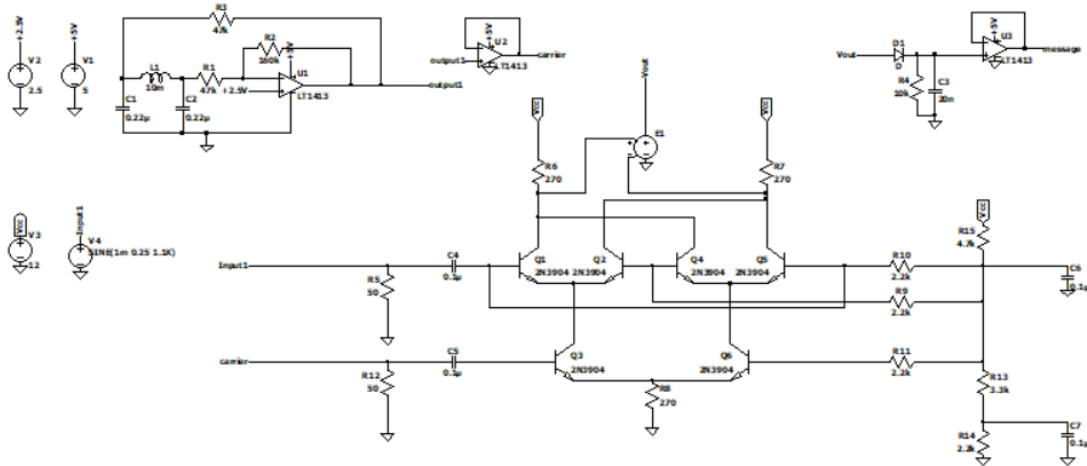 +2.5V
V2
2.5
+5V
V1
5
R3
47k
R2
160k
L1
10m
R1
47k
+2.5V
+5V
U1
LT1413
C1
0.22µ
C2
0.22µ
output1
+5V
U2
output1
LT1413
carrier
Vout
E1
Vout
D1
D
R4
10k
C3
20n
+5V
U3
LT1413
message
Vcc
R6
270
Vcc
R7
270
Vcc
V3
12
Input1
V4
SINE(1m 0.25 1.1K)
Input1
R5
50
C4
0.1µ
Q1
2N3904
Q2
2N3904
Q4
2N3904
Q5
2N3904
R10
2.2k
R9
2.2k
Vcc
R15
4.7k
C6
0.1µ
carrier
R12
50
C5
0.1µ
Q3
2N3904
Q6
2N3904
R11
2.2k
R8
270
R13
3.3k
R14
2.2k
C7
0.1µ